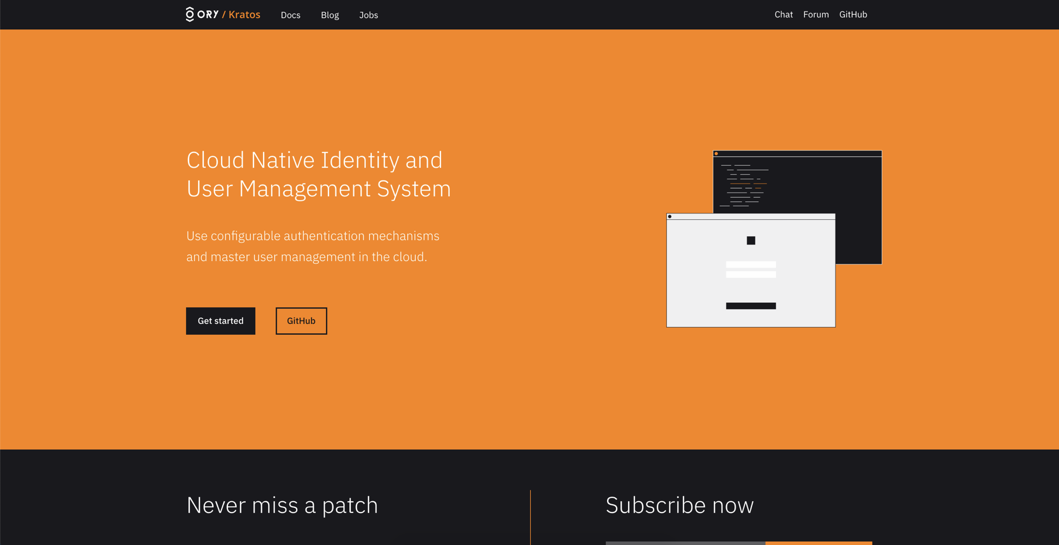 ORY / Kratos Docs Blog Jobs Chat Forum GitHub
Cloud Native Identity and
User Management System
Use configurable authentication mechanisms
and master user management in the cloud.
Get started GitHub
Never miss a patch
Subscribe now